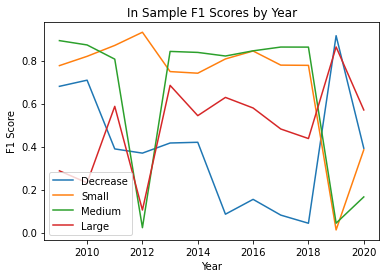 In Sample F1 Scores by Year
F1 Score
0.8
0.6
0.4
0.2
0.0
Decrease
Small
Medium
Large
2010
2012
2014
2016
2018
2020
Year